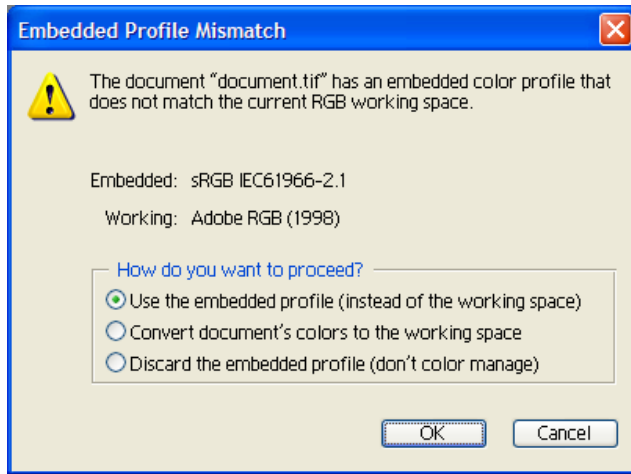 Embedded Profile Mismatch
The document “document.tif” has an embedded color profile that
does not match the current RGB working space.
Embedded: sRGB IEC61966-2.1
Working: Adobe RGB (1998)
How do you want to proceed?
Use the embedded profile (instead of the working space)
Convert document's colors to the working space
Discard the embedded profile (don't color manage)
OK Cancel